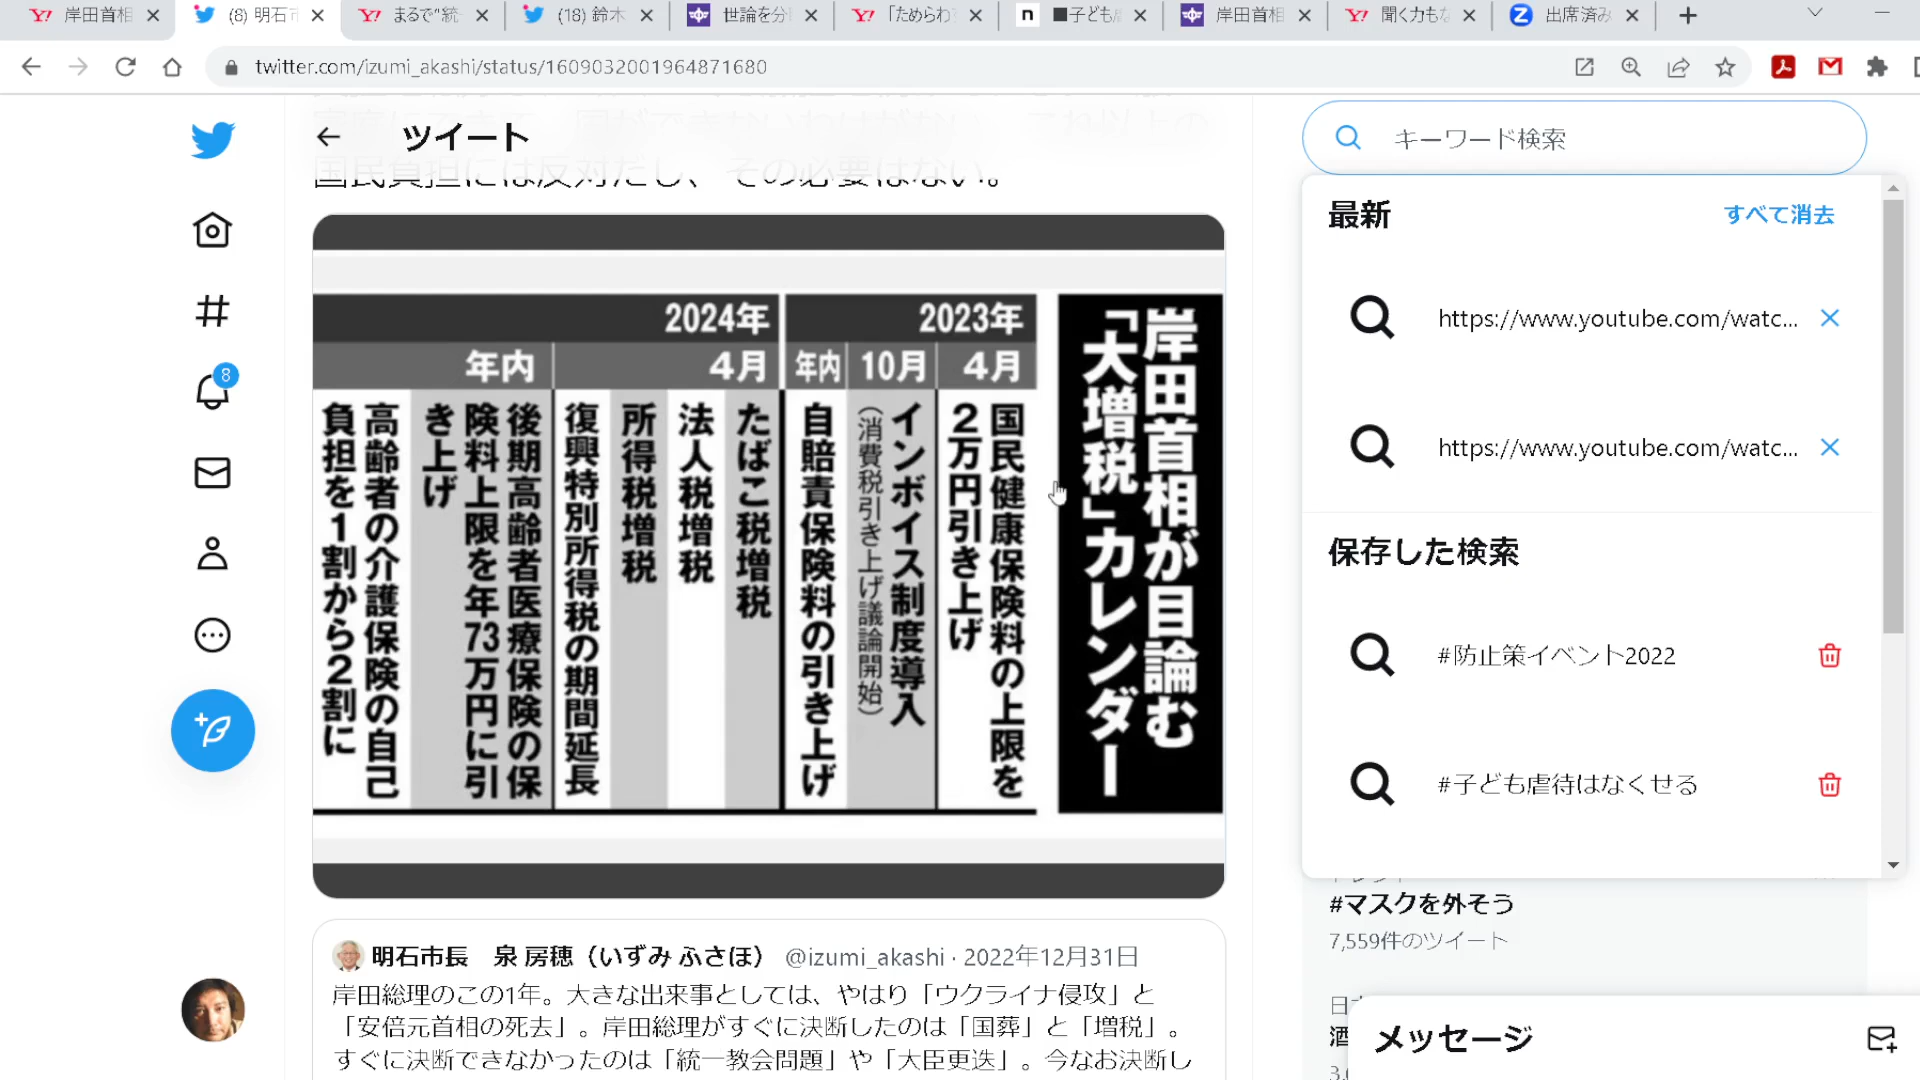 岸田首相
(8) 明石市
まるで"統
(18) 鈴木
世論を分
「ためらわ
■子ども
岸田首相
聞く力もな
出席済み
twitter.com/izumi_akashi/status/1609032001964871680
ツイート
国民負担には反対だし、その必要はない。
岸田首相が目論む
「大増税」カレンダー
2023年
4月
国民健康保険料の上限を
2万円引き上げ
10月
インボイス制度導入
(消費税引き上げ議論開始)
年内
自賠責保険料の引き上げ
2024年
4月
たばこ税増税
法人税増税
所得税増税
復興特別所得税の期間延長
年内
後期高齢者医療保険の保
険料上限を年73万円に引
き上げ
高齢者の介護保険の自己
負担を1割から2割に
明石市長 泉 房穂（いずみ ふさほ） @izumi_akashi · 2022年12月31日
岸田総理のこの1年。大きな出来事としては、やはり「ウクライナ侵攻」と
「安倍元首相の死去」。岸田総理がすぐに決断したのは「国葬」と「増税」。
すぐに決断できなかったのは「統一教会問題」や「大臣更迭」。今なお決断し
8
キーワード検索
最新
すべて消去
https://www.youtube.com/watc...
https://www.youtube.com/watc...
保存した検索
#防止策イベント2022
#子ども虐待はなくせる
#マスクを外そう
7,559件のツイート
メッセージ